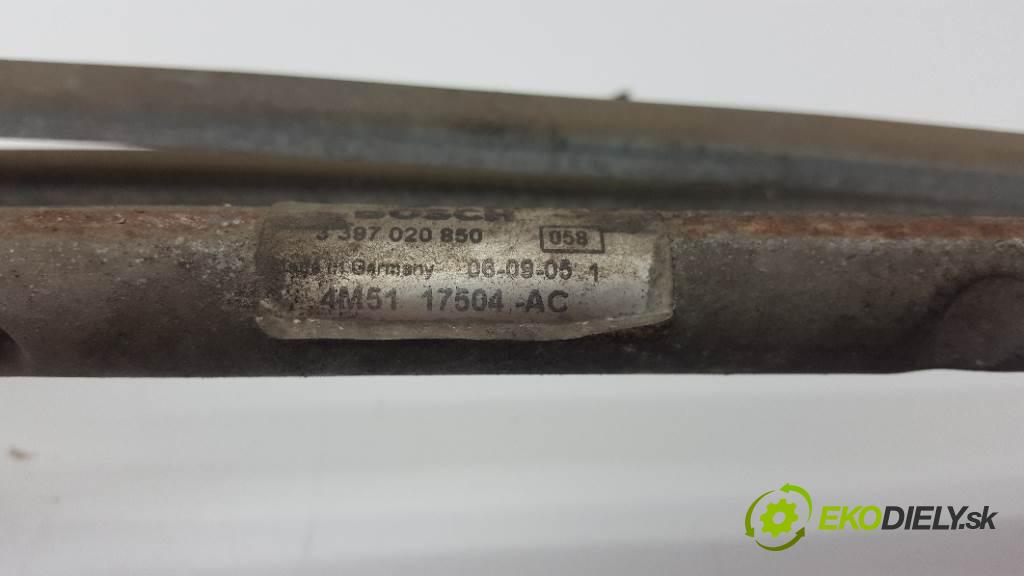 BOSCH
3 397 020 850 058
Made in Germany 06-09-05 1
4M51 17504-AC
EKODIELY.sk